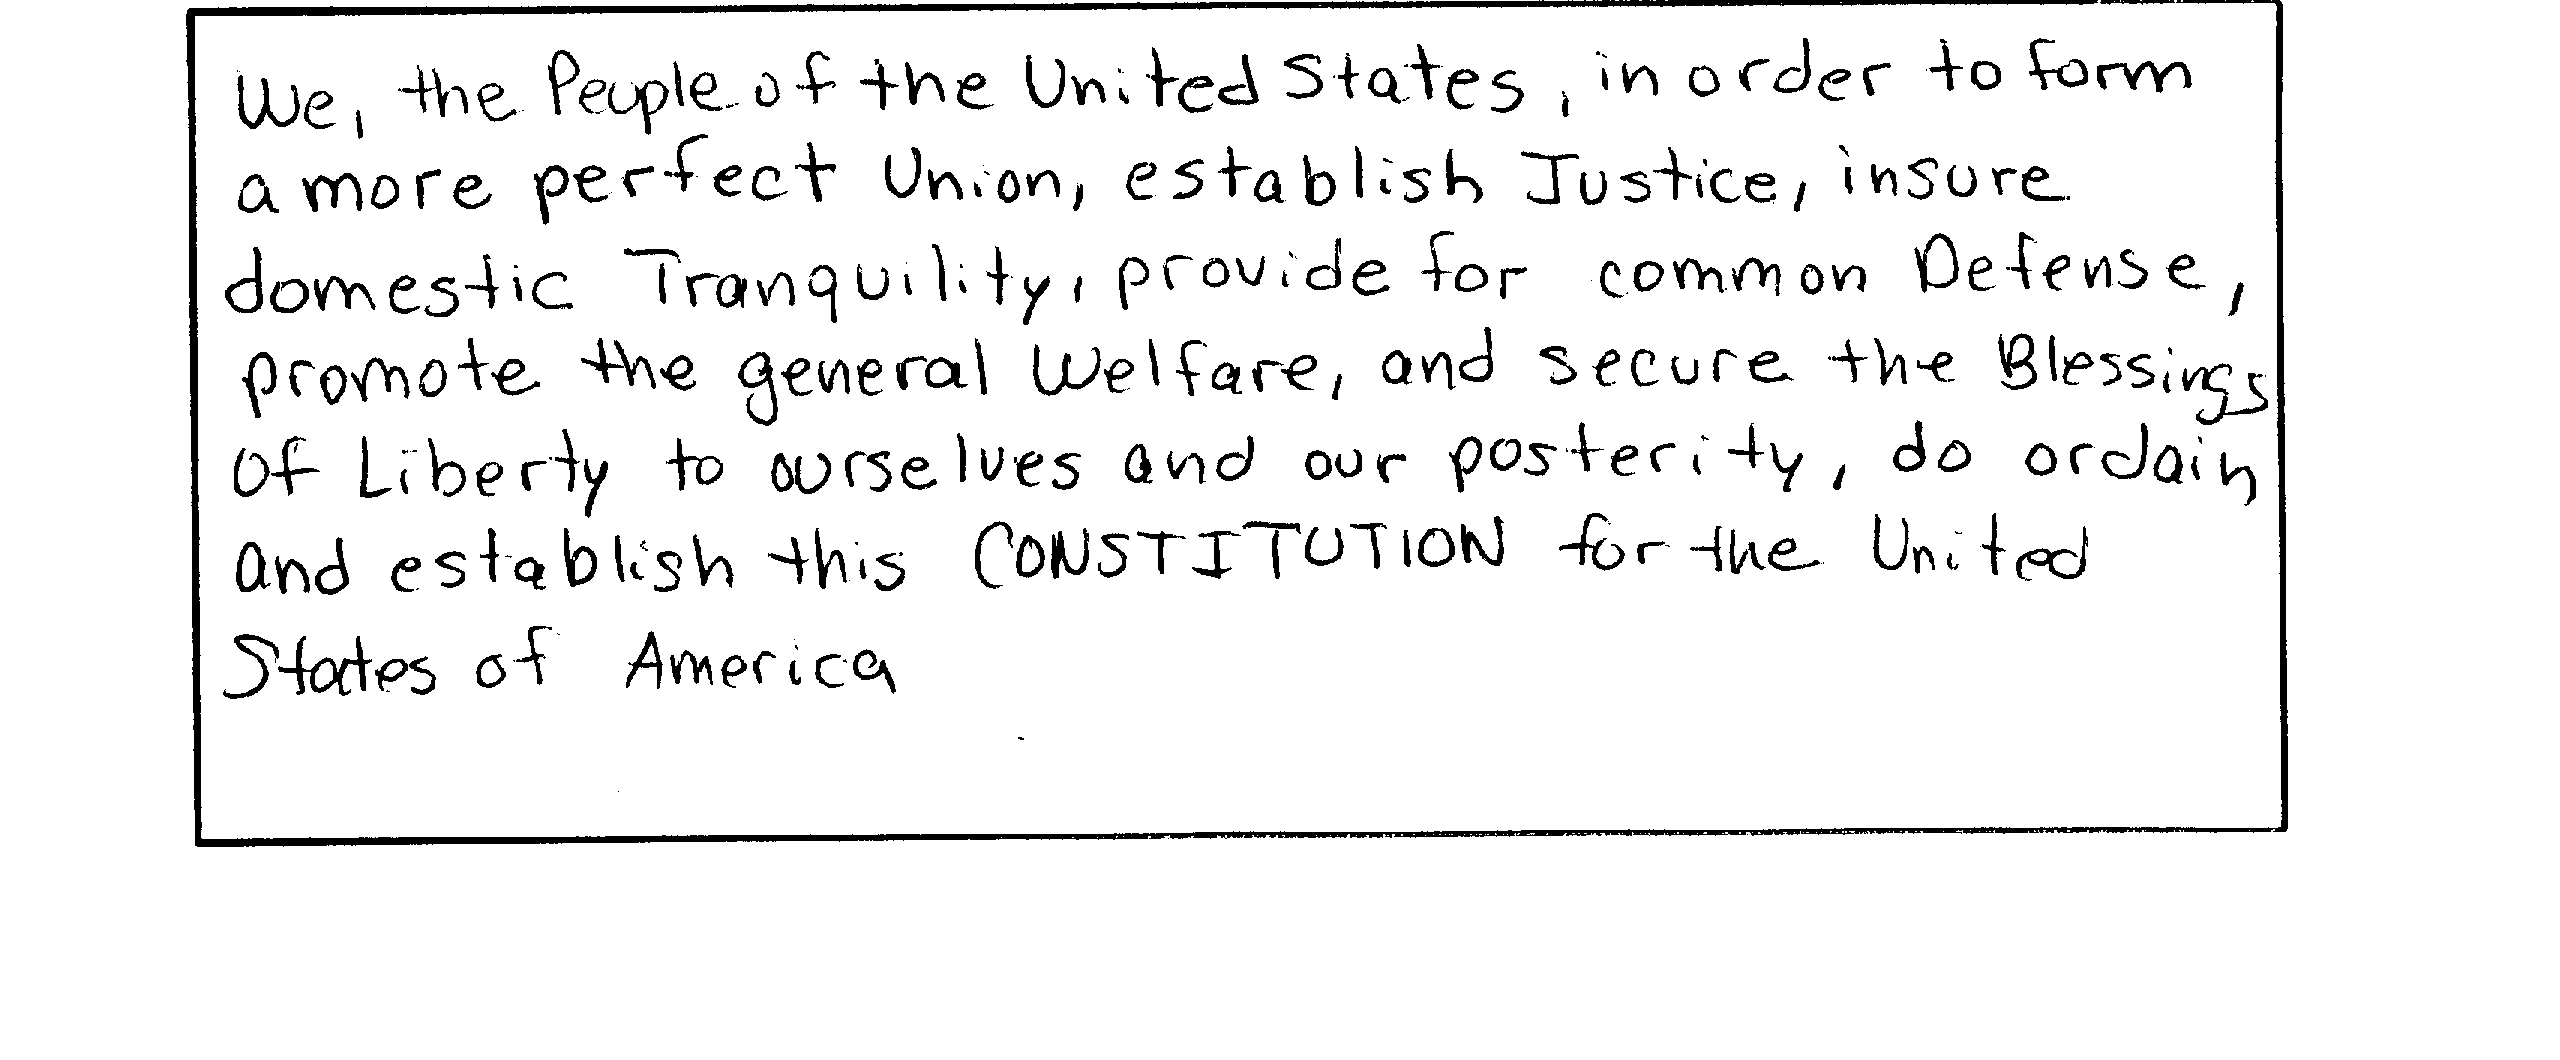 We, the People of the United States, in order to form
a more perfect Union, establish Justice, insure
domestic Tranquility, provide for common Defense,
promote the general Welfare, and secure the Blessings
of Liberty to ourselves and our posterity, do ordain
and establish this CONSTITUTION for the United
States of America